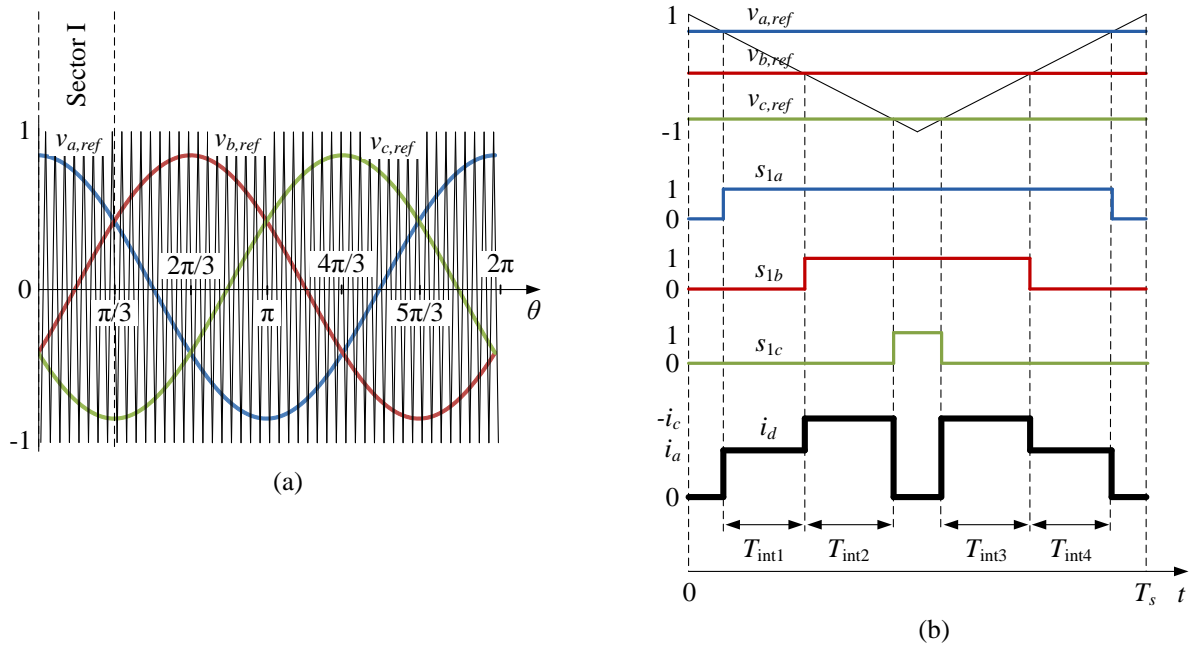 Sector I
1
v_{a,ref} v_{b,ref} v_{c,ref}
2π/3 4π/3 2π
0
π/3 π 5π/3 θ
-1
(a)
1
v_{a,ref}
v_{b,ref}
v_{c,ref}
-1
s_{1a}
1
0
s_{1b}
1
0
s_{1c}
1
0
-i_c
i_d
i_a
0
T_{int1} T_{int2} T_{int3} T_{int4}
0 T_s t
(b)